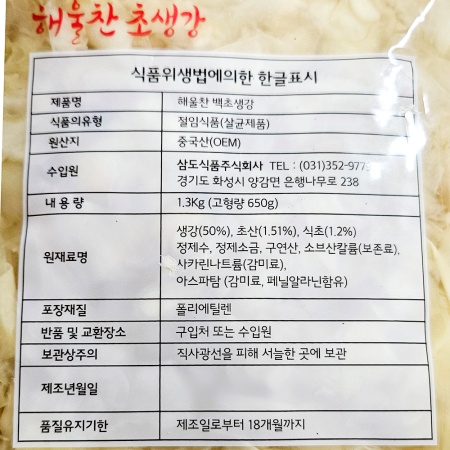 해울찬 초생강
식품위생법에의한 한글표시
제품명 해울찬 백초생강
식품의유형 절임식품(살균제품)
원산지 중국산(OEM)
수입원 삼도식품주식회사 TEL : (031)352-977
경기도 화성시 양감면 은행나무로 238
내 용 량 1.3Kg (고형량 650g)
원재료명 생강(50%), 초산(1.51%), 식초(1.2%)
정제수, 정제소금, 구연산, 소브산칼륨(보존료),
사카린나트륨(감미료),
아스파탐 (감미료, 페닐알라닌함유)
포장재질 폴리에틸렌
반품 및 교환장소 구입처 또는 수입원
보관상주의 직사광선을 피해 서늘한 곳에 보관
제조년월일
품질유지기한 제조일로부터 18개월까지